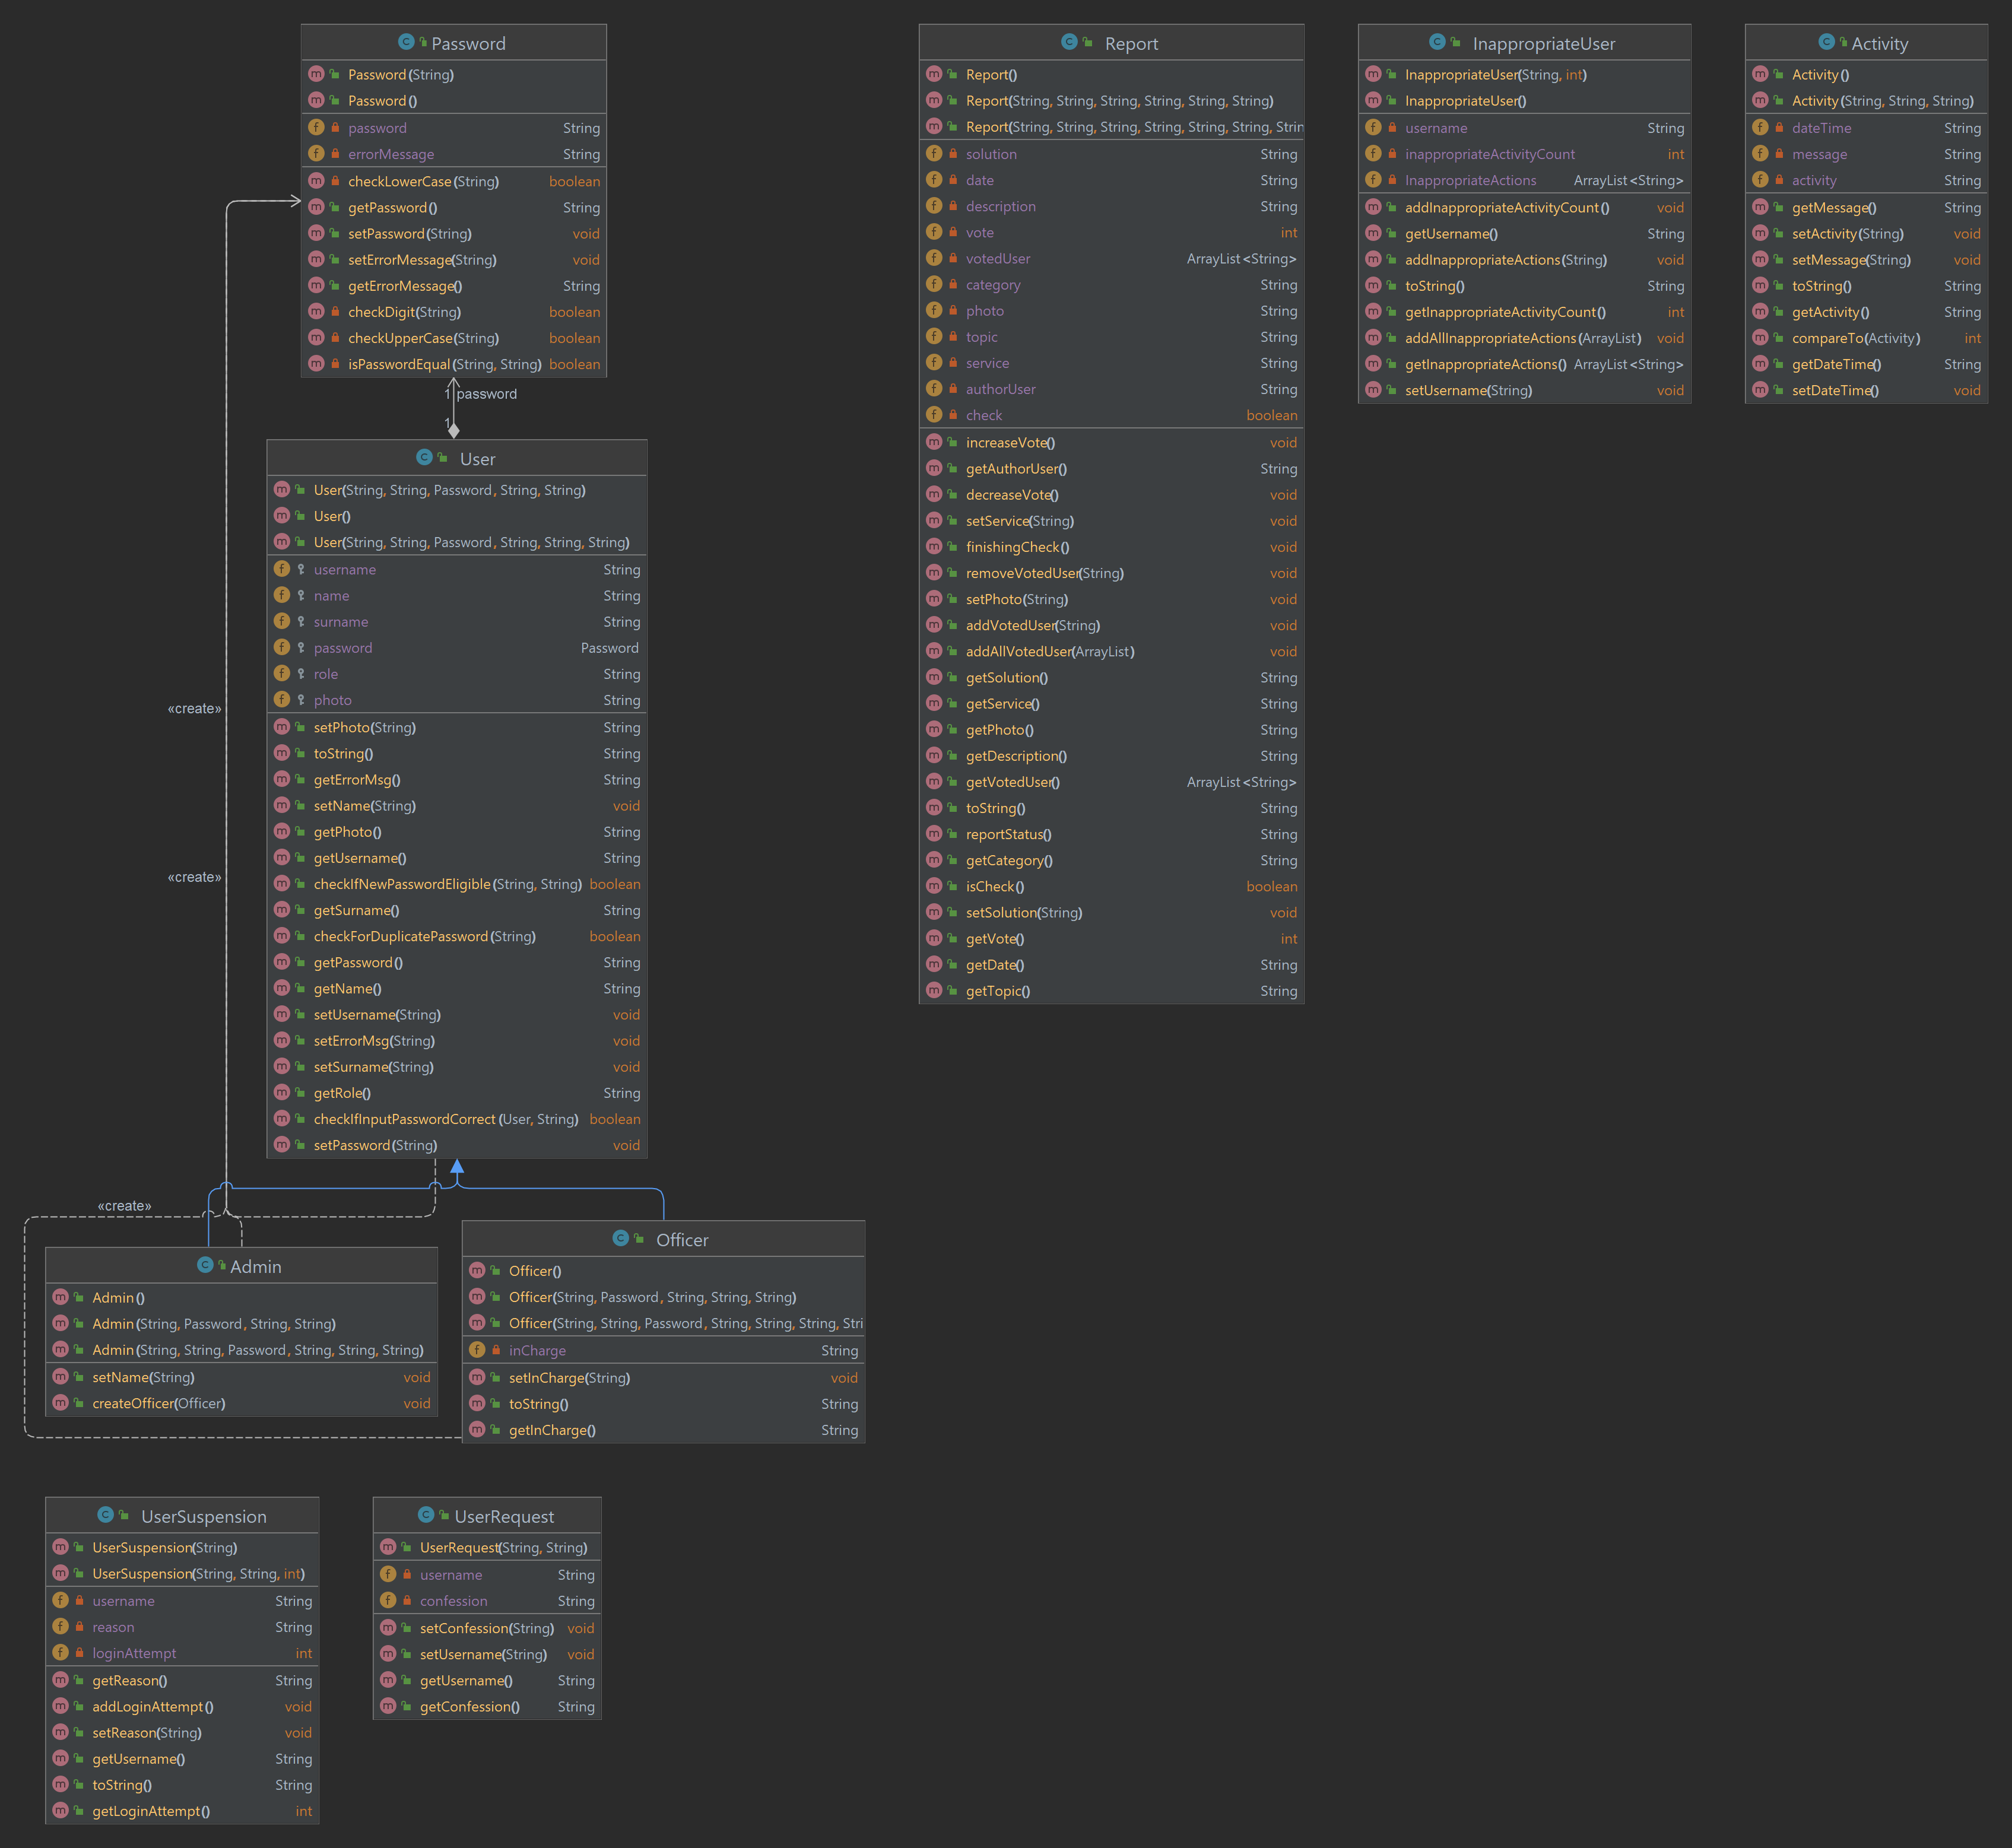 Password
Password(String)
Password()
password String
errorMessage String
checkLowerCase(String) boolean
getPassword() String
setPassword(String) void
setErrorMessage(String) void
getErrorMessage() String
checkDigit(String) boolean
checkUpperCase(String) boolean
isPasswordEqual(String, String) boolean
1 password
1
User
User(String, String, Password, String, String)
User()
User(String, String, Password, String, String, String)
username String
name String
surname String
password Password
role String
photo String
setPhoto(String) String
toString() String
getErrorMsg() String
setName(String) void
getPhoto() String
getUsername() String
checkIfNewPasswordEligible(String, String) boolean
getSurname() String
checkForDuplicatePassword(String) boolean
getPassword() String
getName() String
setUsername(String) void
setErrorMsg(String) void
setSurname(String) void
getRole() String
checkIfInputPasswordCorrect(User, String) boolean
setPassword(String) void
«create»
«create»
«create»
Admin
Admin()
Admin(String, Password, String, String)
Admin(String, String, Password, String, String, String)
setName(String) void
createOfficer(Officer) void
Officer
Officer()
Officer(String, Password, String, String, String)
Officer(String, String, Password, String, String, String, Stri
inCharge String
setInCharge(String) void
toString() String
getInCharge() String
UserSuspension
UserSuspension(String)
UserSuspension(String, String, int)
username String
reason String
loginAttempt int
getReason() String
addLoginAttempt() void
setReason(String) void
getUsername() String
toString() String
getLoginAttempt() int
UserRequest
UserRequest(String, String)
username String
confession String
setConfession(String) void
setUsername(String) void
getUsername() String
getConfession() String
Report
Report()
Report(String, String, String, String, String, String)
Report(String, String, String, String, String, String, Strin
solution String
date String
description String
vote int
votedUser ArrayList<String>
category String
photo String
topic String
service String
authorUser String
check boolean
increaseVote() void
getAuthorUser() String
decreaseVote() void
setService(String) void
finishingCheck() void
removeVotedUser(String) void
setPhoto(String) void
addVotedUser(String) void
addAllVotedUser(ArrayList) void
getSolution() String
getService() String
getPhoto() String
getDescription() String
getVotedUser() ArrayList<String>
toString() String
reportStatus() String
getCategory() String
isCheck() boolean
setSolution(String) void
getVote() int
getDate() String
getTopic() String
InappropriateUser
InappropriateUser(String, int)
InappropriateUser()
username String
inappropriateActivityCount int
InappropriateActions ArrayList<String>
addInappropriateActivityCount() void
getUsername() String
addInappropriateActions(String) void
toString() String
getInappropriateActivityCount() int
addAllInappropriateActions(ArrayList) void
getInappropriateActions() ArrayList<String>
setUsername(String) void
Activity
Activity()
Activity(String, String, String)
dateTime String
message String
activity String
getMessage() String
setActivity(String) void
setMessage(String) void
toString() String
getActivity() String
compareTo(Activity) int
getDateTime() String
setDateTime() void